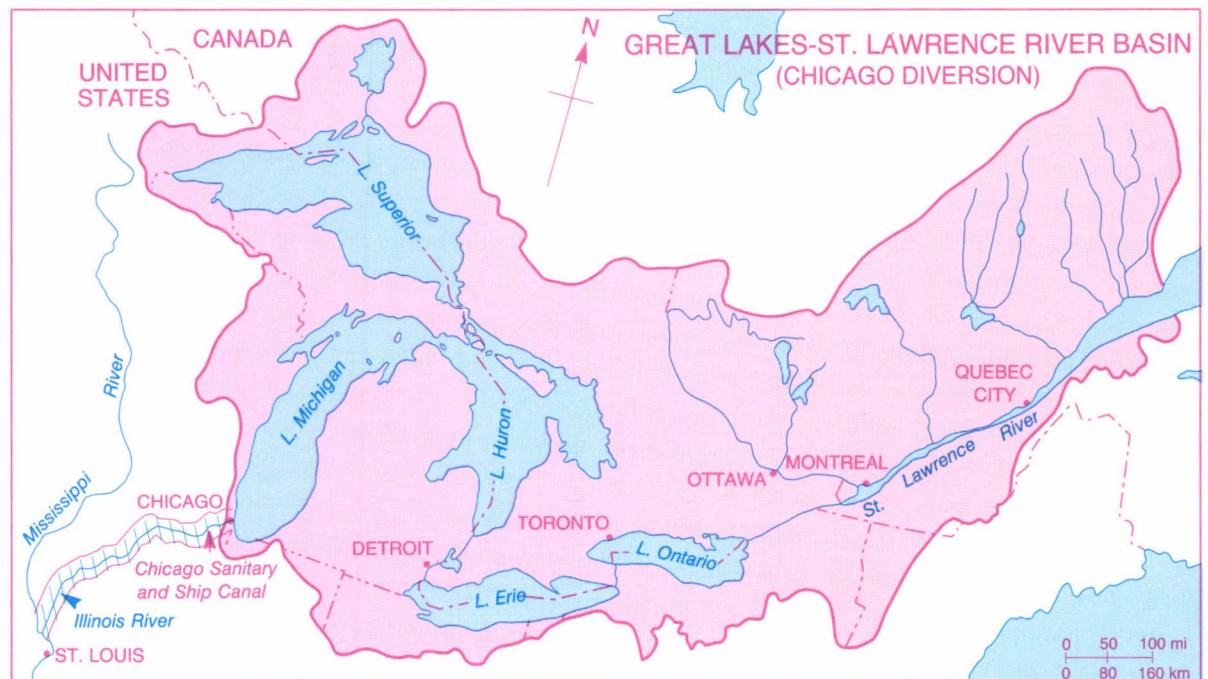 GREAT LAKES-ST. LAWRENCE RIVER BASIN
(CHICAGO DIVERSION)
N
CANADA
UNITED
STATES
L. Superior
L. Michigan
L. Huron
L. Erie
L. Ontario
Mississippi
River
CHICAGO
Chicago Sanitary
and Ship Canal
Illinois River
ST. LOUIS
DETROIT
TORONTO
OTTAWA
MONTREAL
QUEBEC
CITY
St. Lawrence River
0 50 100 mi
0 80 160 km